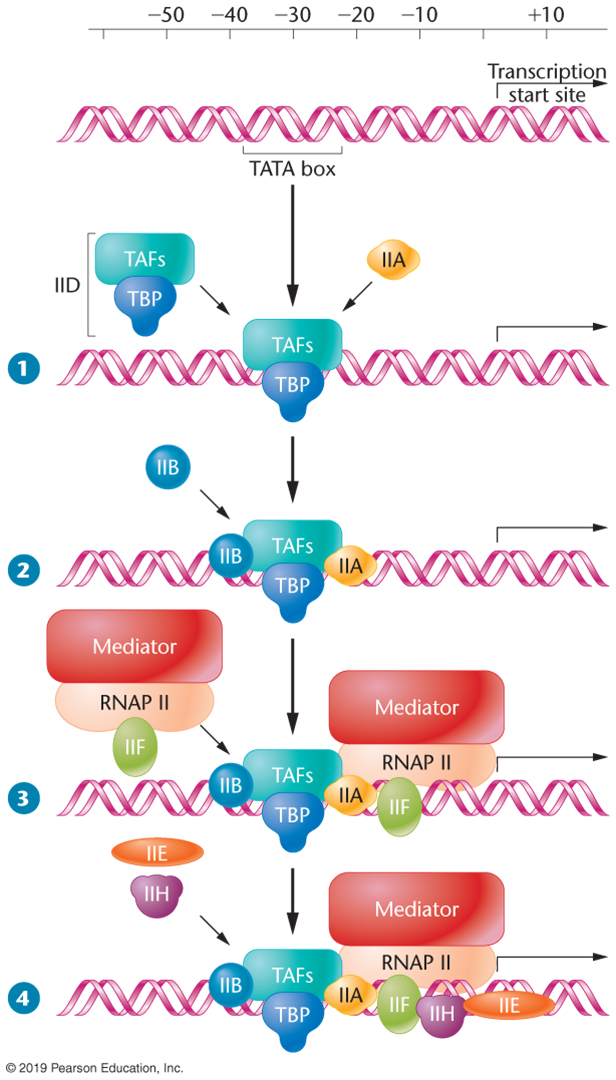 −50 −40 −30 −20 −10 +10
Transcription
start site
TATA box
TAFs
IID
TBP
IIA
TAFs
1
TBP
IIB
TAFs
IIB
IIA
2
TBP
Mediator
RNAP II
Mediator
IIF
RNAP II
TAFs
IIB
IIA
3
IIF
TBP
IIE
IIH
Mediator
RNAP II
TAFs
IIB
IIA
4
IIF
IIE
IIH
TBP
© 2019 Pearson Education, Inc.